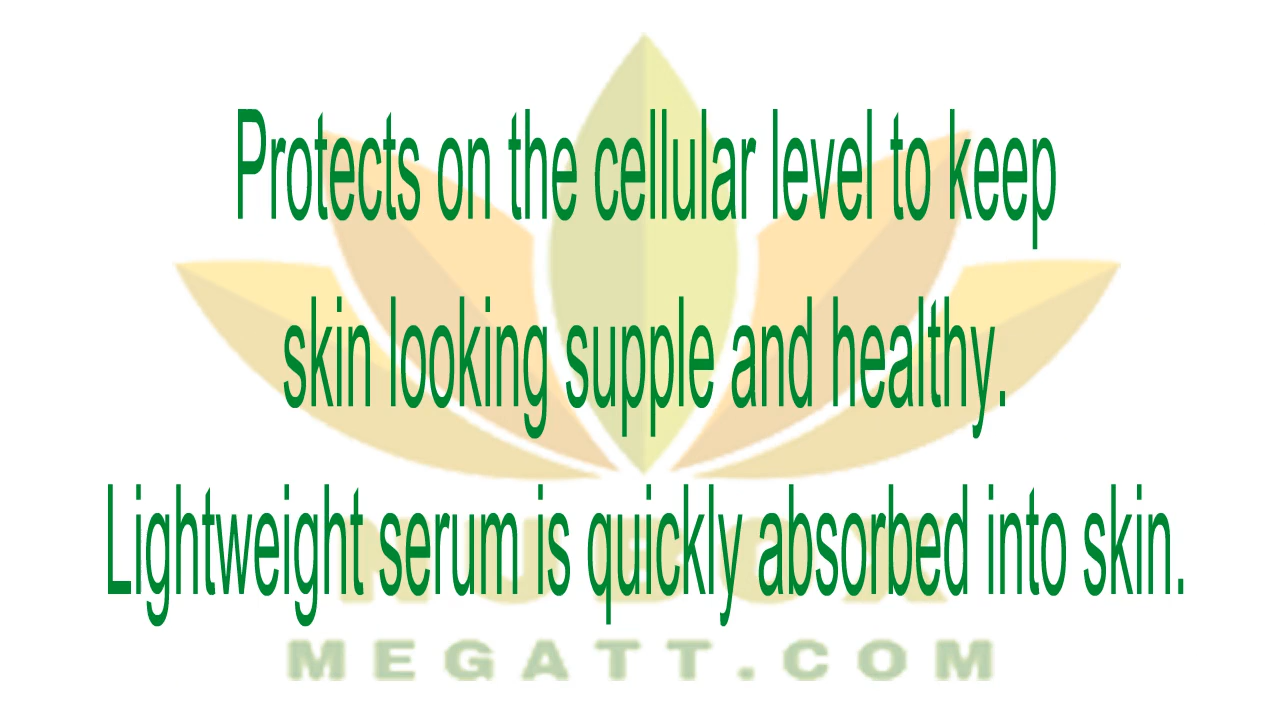 Protects on the cellular level to keep
skin looking supple and healthy.
Lightweight serum is quickly absorbed into skin.
MEGATT.COM